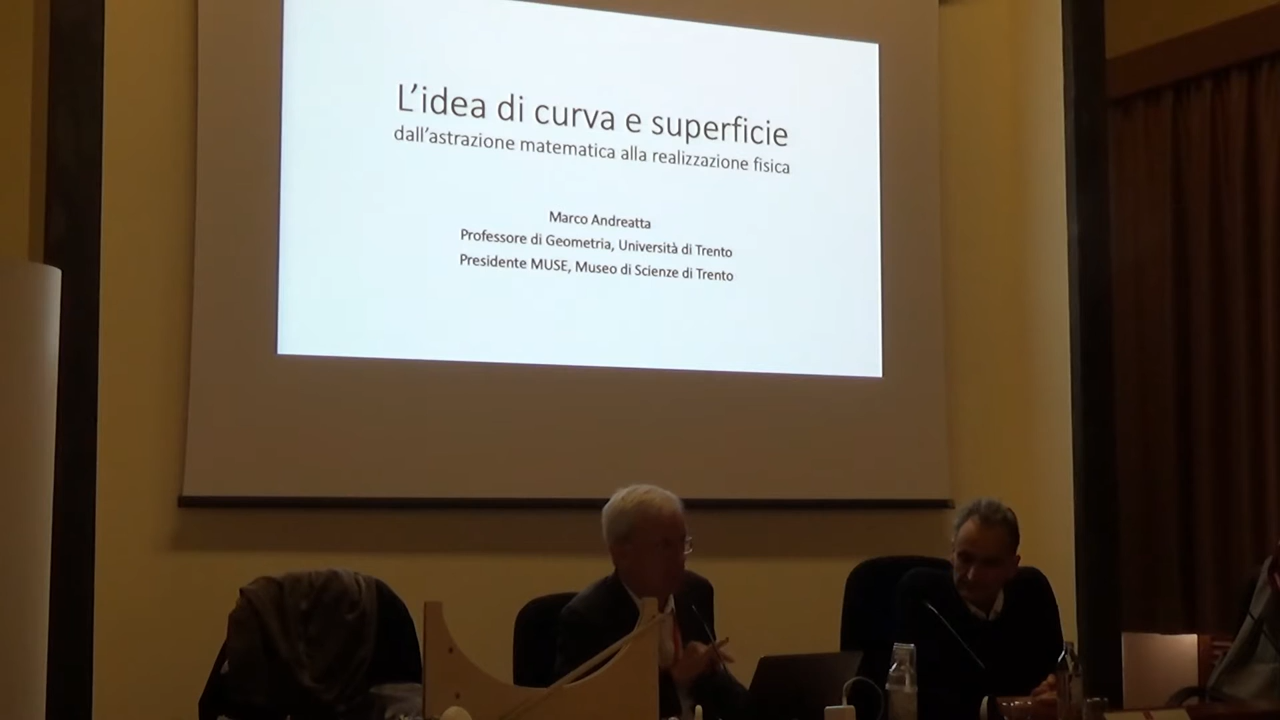 L'idea di curva e superficie
dall'astrazione matematica alla realizzazione fisica
Marco Andreatta
Professore di Geometria, Università di Trento
Presidente MUSE, Museo di Scienze di Trento